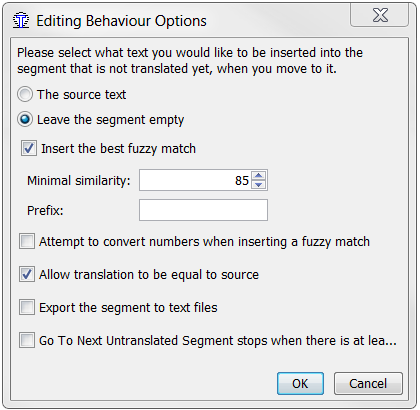 Editing Behaviour Options
Please select what text you would like to be inserted into the
segment that is not translated yet, when you move to it.
The source text
Leave the segment empty
Insert the best fuzzy match
Minimal similarity: 85
Prefix:
Attempt to convert numbers when inserting a fuzzy match
Allow translation to be equal to source
Export the segment to text files
Go To Next Untranslated Segment stops when there is at lea...
OK Cancel